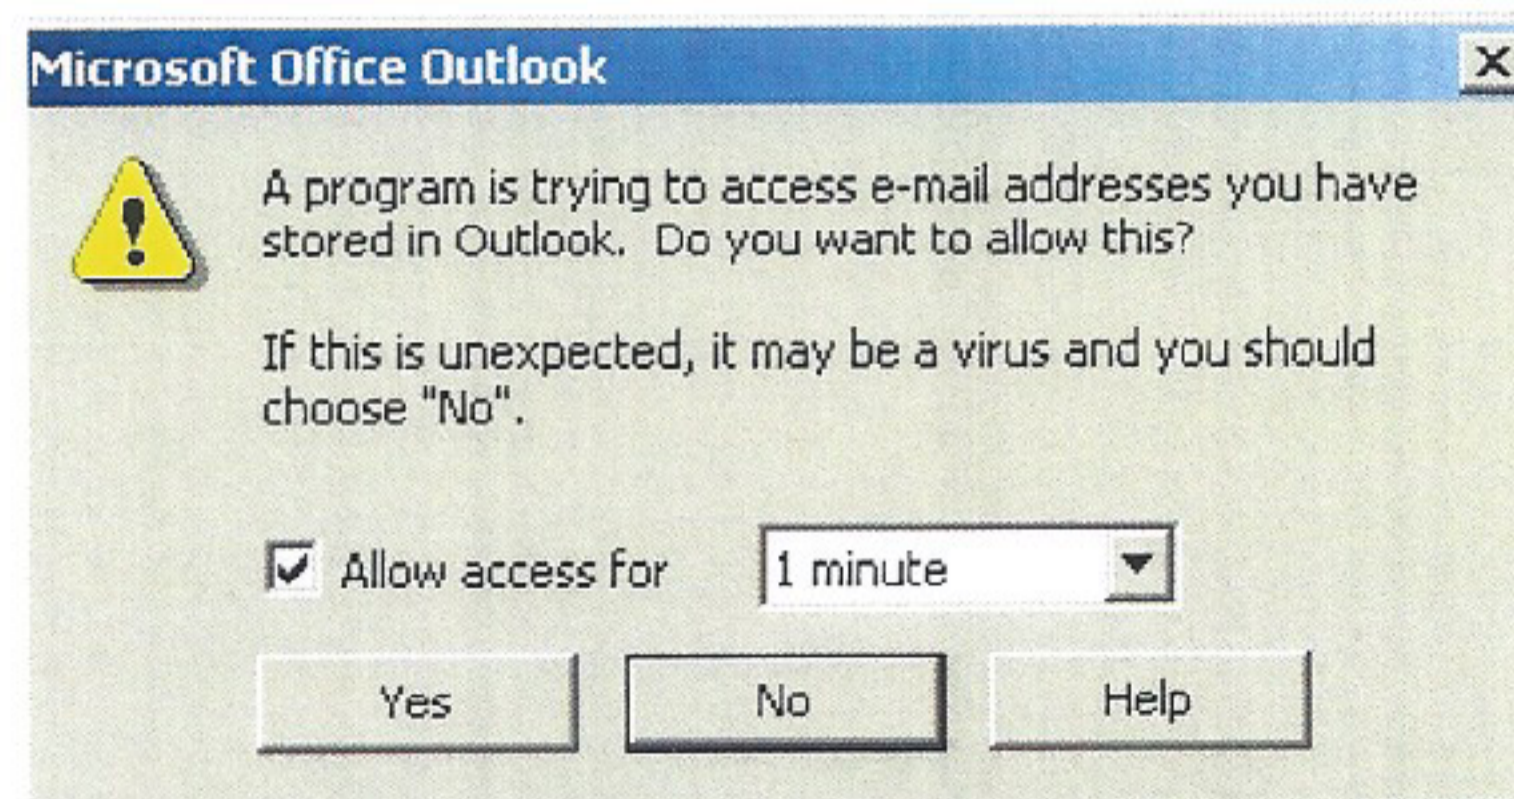 Microsoft Office Outlook
A program is trying to access e-mail addresses you have
stored in Outlook.  Do you want to allow this?
If this is unexpected, it may be a virus and you should
choose "No".
Allow access for
1 minute
Yes
No
Help